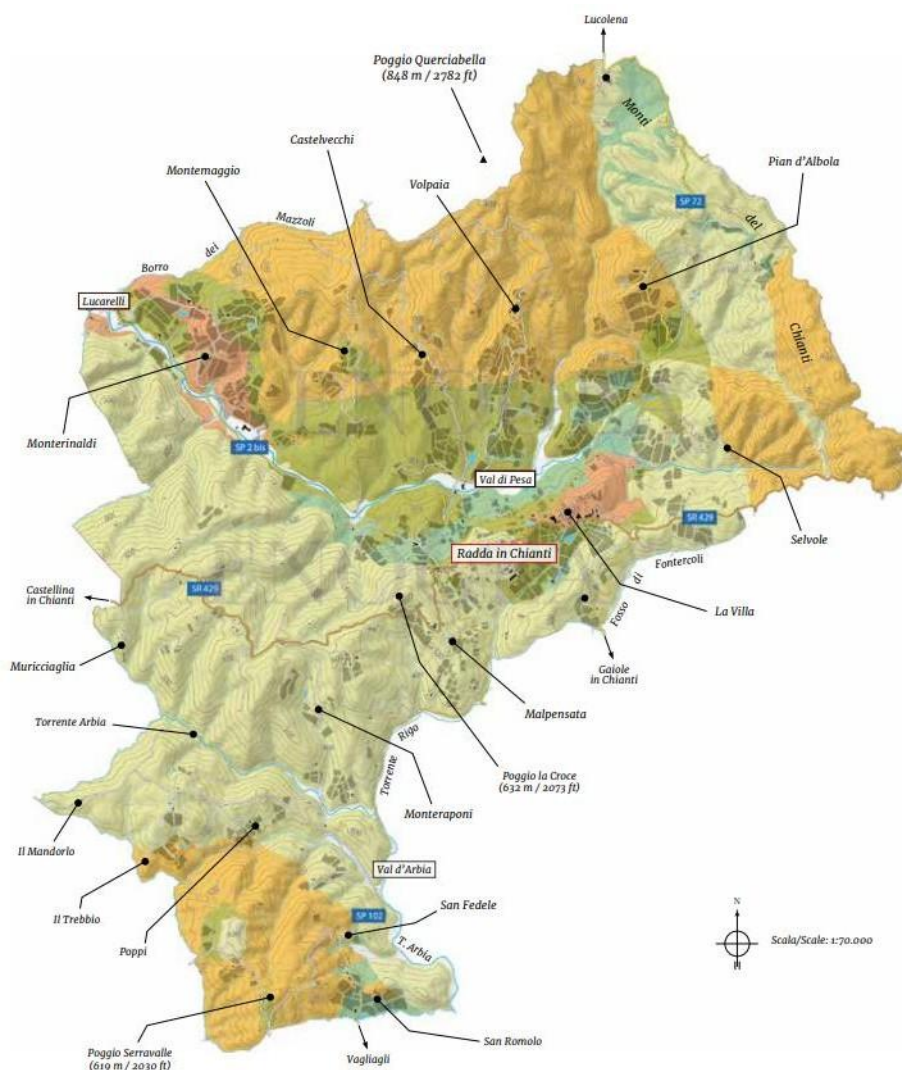 Lucolena
Poggio Querciabella
(848 m / 2782 ft)
Monti
Castelvecchi
Pian d'Albola
Montemaggio
Volpaia
SP 72
del
Mazzoli
dei
Borro
Lucarelli
Chianti
Monterinaldi
SP 2 bis
Val di Pesa
Selvole
SR 429
Radda in Chianti
Fontercoli
di
Fosso
La Villa
Castellina
in Chianti
SR 429
Muricciaglia
Gaiole
in Chianti
Malpensata
Torrente Arbia
Rigo
Torrente
Poggio la Croce
(632 m / 2073 ft)
Monteraponi
Il Mandorlo
Val d'Arbia
Il Trebbio
San Fedele
SP 102
Poppi
T. Arbia
N
Scala/Scale: 1:70.000
San Romolo
Poggio Serravalle
(619 m / 2030 ft)
Vagliagli